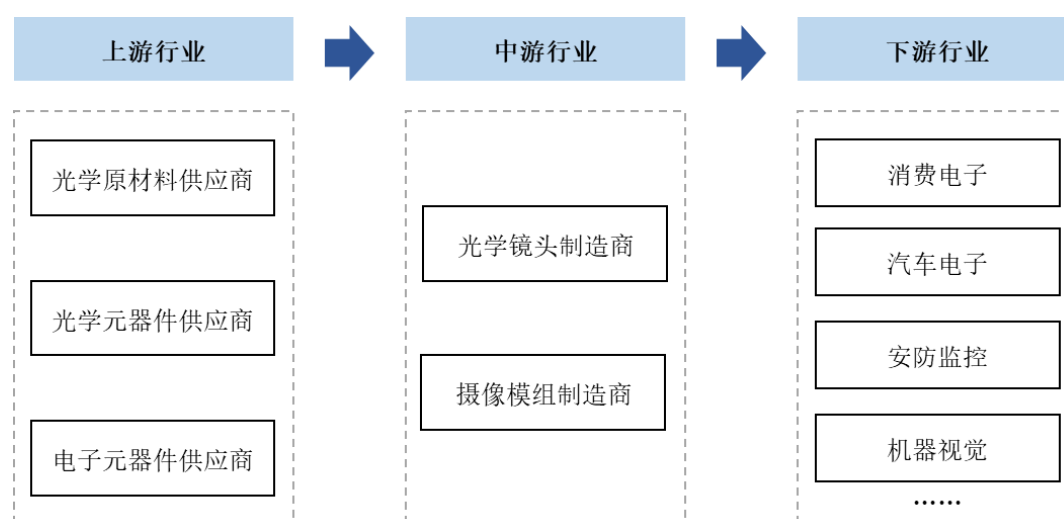 上游行业
中游行业
下游行业
光学原材料供应商
光学元器件供应商
电子元器件供应商
光学镜头制造商
摄像模组制造商
消费电子
汽车电子
安防监控
机器视觉
……